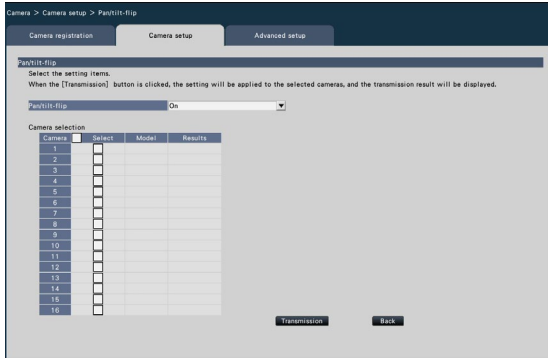 Camera > Camera setup > Pan/tilt-flip
Camera registration Camera setup Advanced setup
Pan/tilt-flip
Select the setting items.
When the [Transmission] button is clicked, the setting will be applied to the selected cameras, and the transmission result will be displayed.
Pan/tilt-flip On
Camera selection
Camera Select Model Results
1
2
3
4
5
6
7
8
9
10
11
12
13
14
15
16
Transmission Back